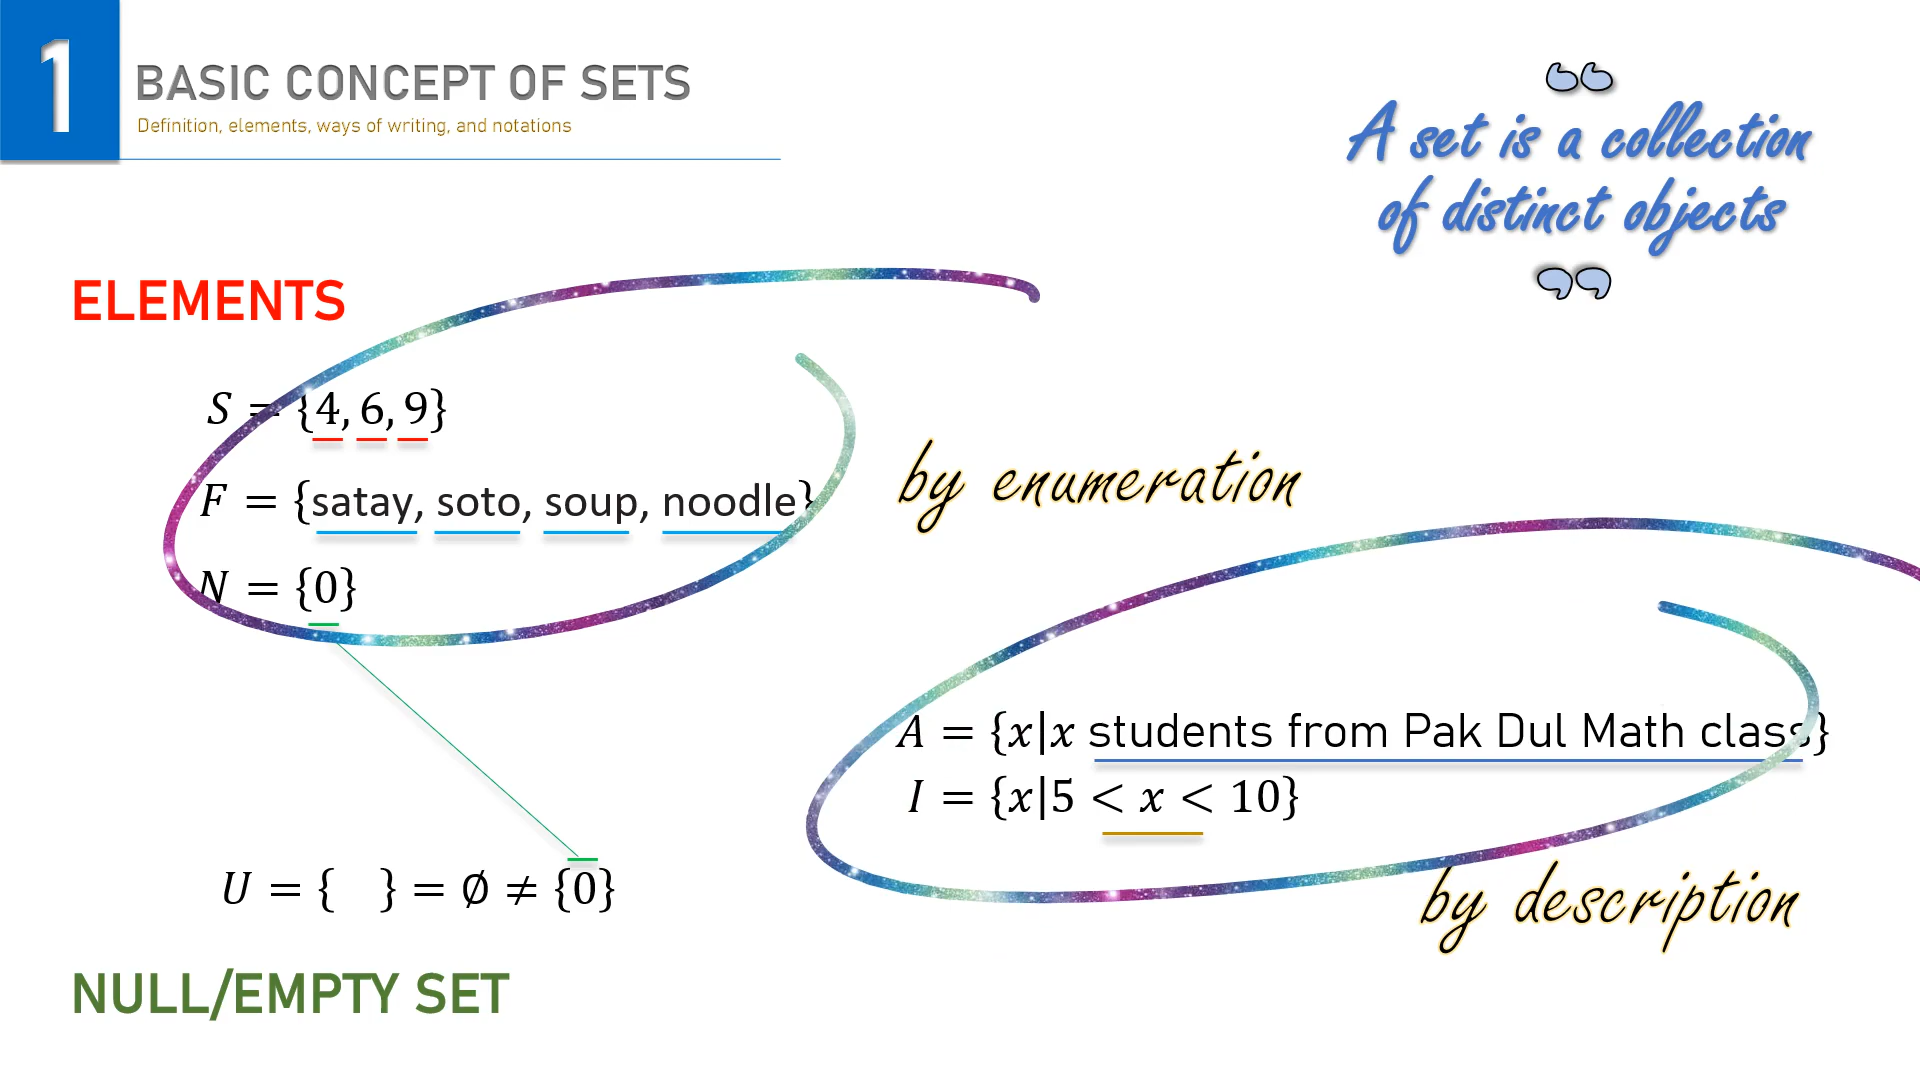 1
BASIC CONCEPT OF SETS
Definition, elements, ways of writing, and notations
“
A set is a collection
of distinct objects
”
ELEMENTS
S = {4, 6, 9}
F = {satay, soto, soup, noodle}
by enumeration
N = {0}
A = {x|x students from Pak Dul Math class}
I = {x|5 < x < 10}
U = {   } = ∅ ≠ {0}
by description
NULL/EMPTY SET